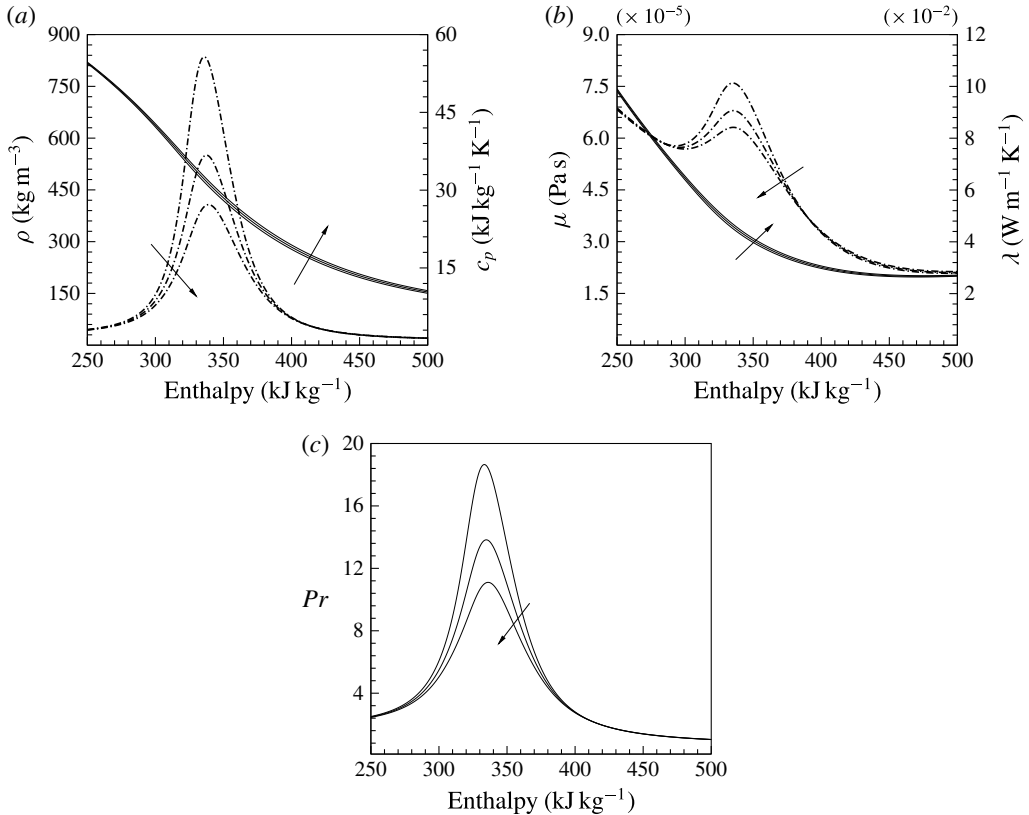 (a)
900
750
600
450
300
150
ρ (kg m−3)
60
45
30
15
cp (kJ kg−1 K−1)
250 300 350 400 450 500
Enthalpy (kJ kg−1)
(b) (× 10−5) (× 10−2)
9.0
7.5
6.0
4.5
3.0
1.5
μ (Pa s)
12
10
8
6
4
2
λ (W m−1 K−1)
250 300 350 400 450 500
Enthalpy (kJ kg−1)
(c)
20
16
12
8
4
Pr
250 300 350 400 450 500
Enthalpy (kJ kg−1)